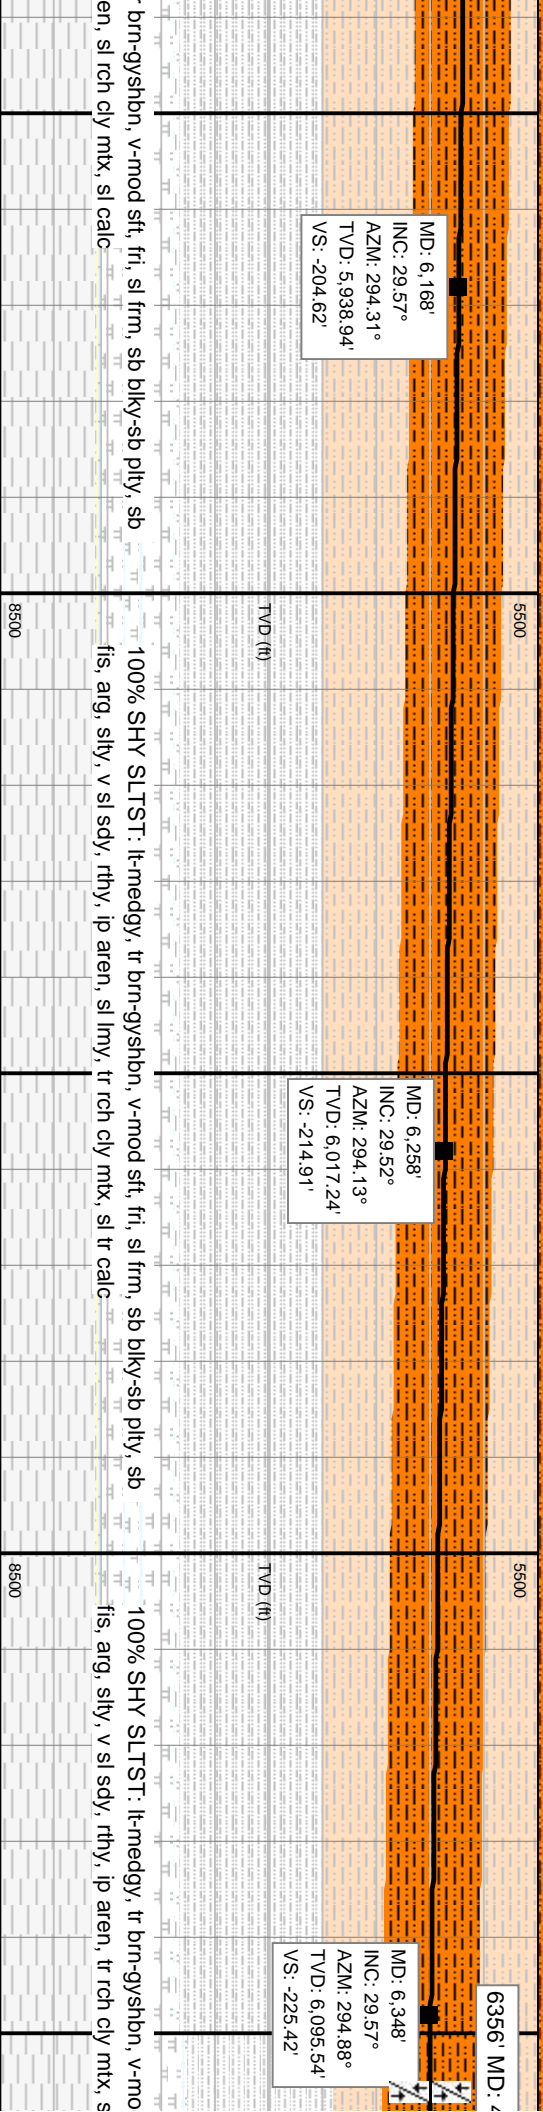 6356' MD: 4
5500
5500
MD: 6,168'
INC: 29.57°
AZM: 294.31°
TVD: 5,938.94'
VS: -204.62'
MD: 6,258'
INC: 29.52°
AZM: 294.13°
TVD: 6,017.24'
VS: -214.91'
MD: 6,348'
INC: 29.57°
AZM: 294.88°
TVD: 6,095.54'
VS: -225.42'
TVD (ft)
TVD (ft)
brn-gyshbn, v-mod sft, fri, sl frm, sb blky-sb plty, sb
en, sl rch cly mtx, sl calc
100% SHY SLTST: lt-medgy, tr brn-gyshbn, v-mod sft, fri, sl frm, sb blky-sb plty, sb
fis, arg, slty, v sl sdy, rthy, ip aren, sl lmy, tr rch cly mtx, sl tr calc
100% SHY SLTST: lt-medgy, tr brn-gyshbn, v-mo
fis, arg, slty, v sl sdy, rthy, ip aren, tr rch cly mtx, s
8500
8500